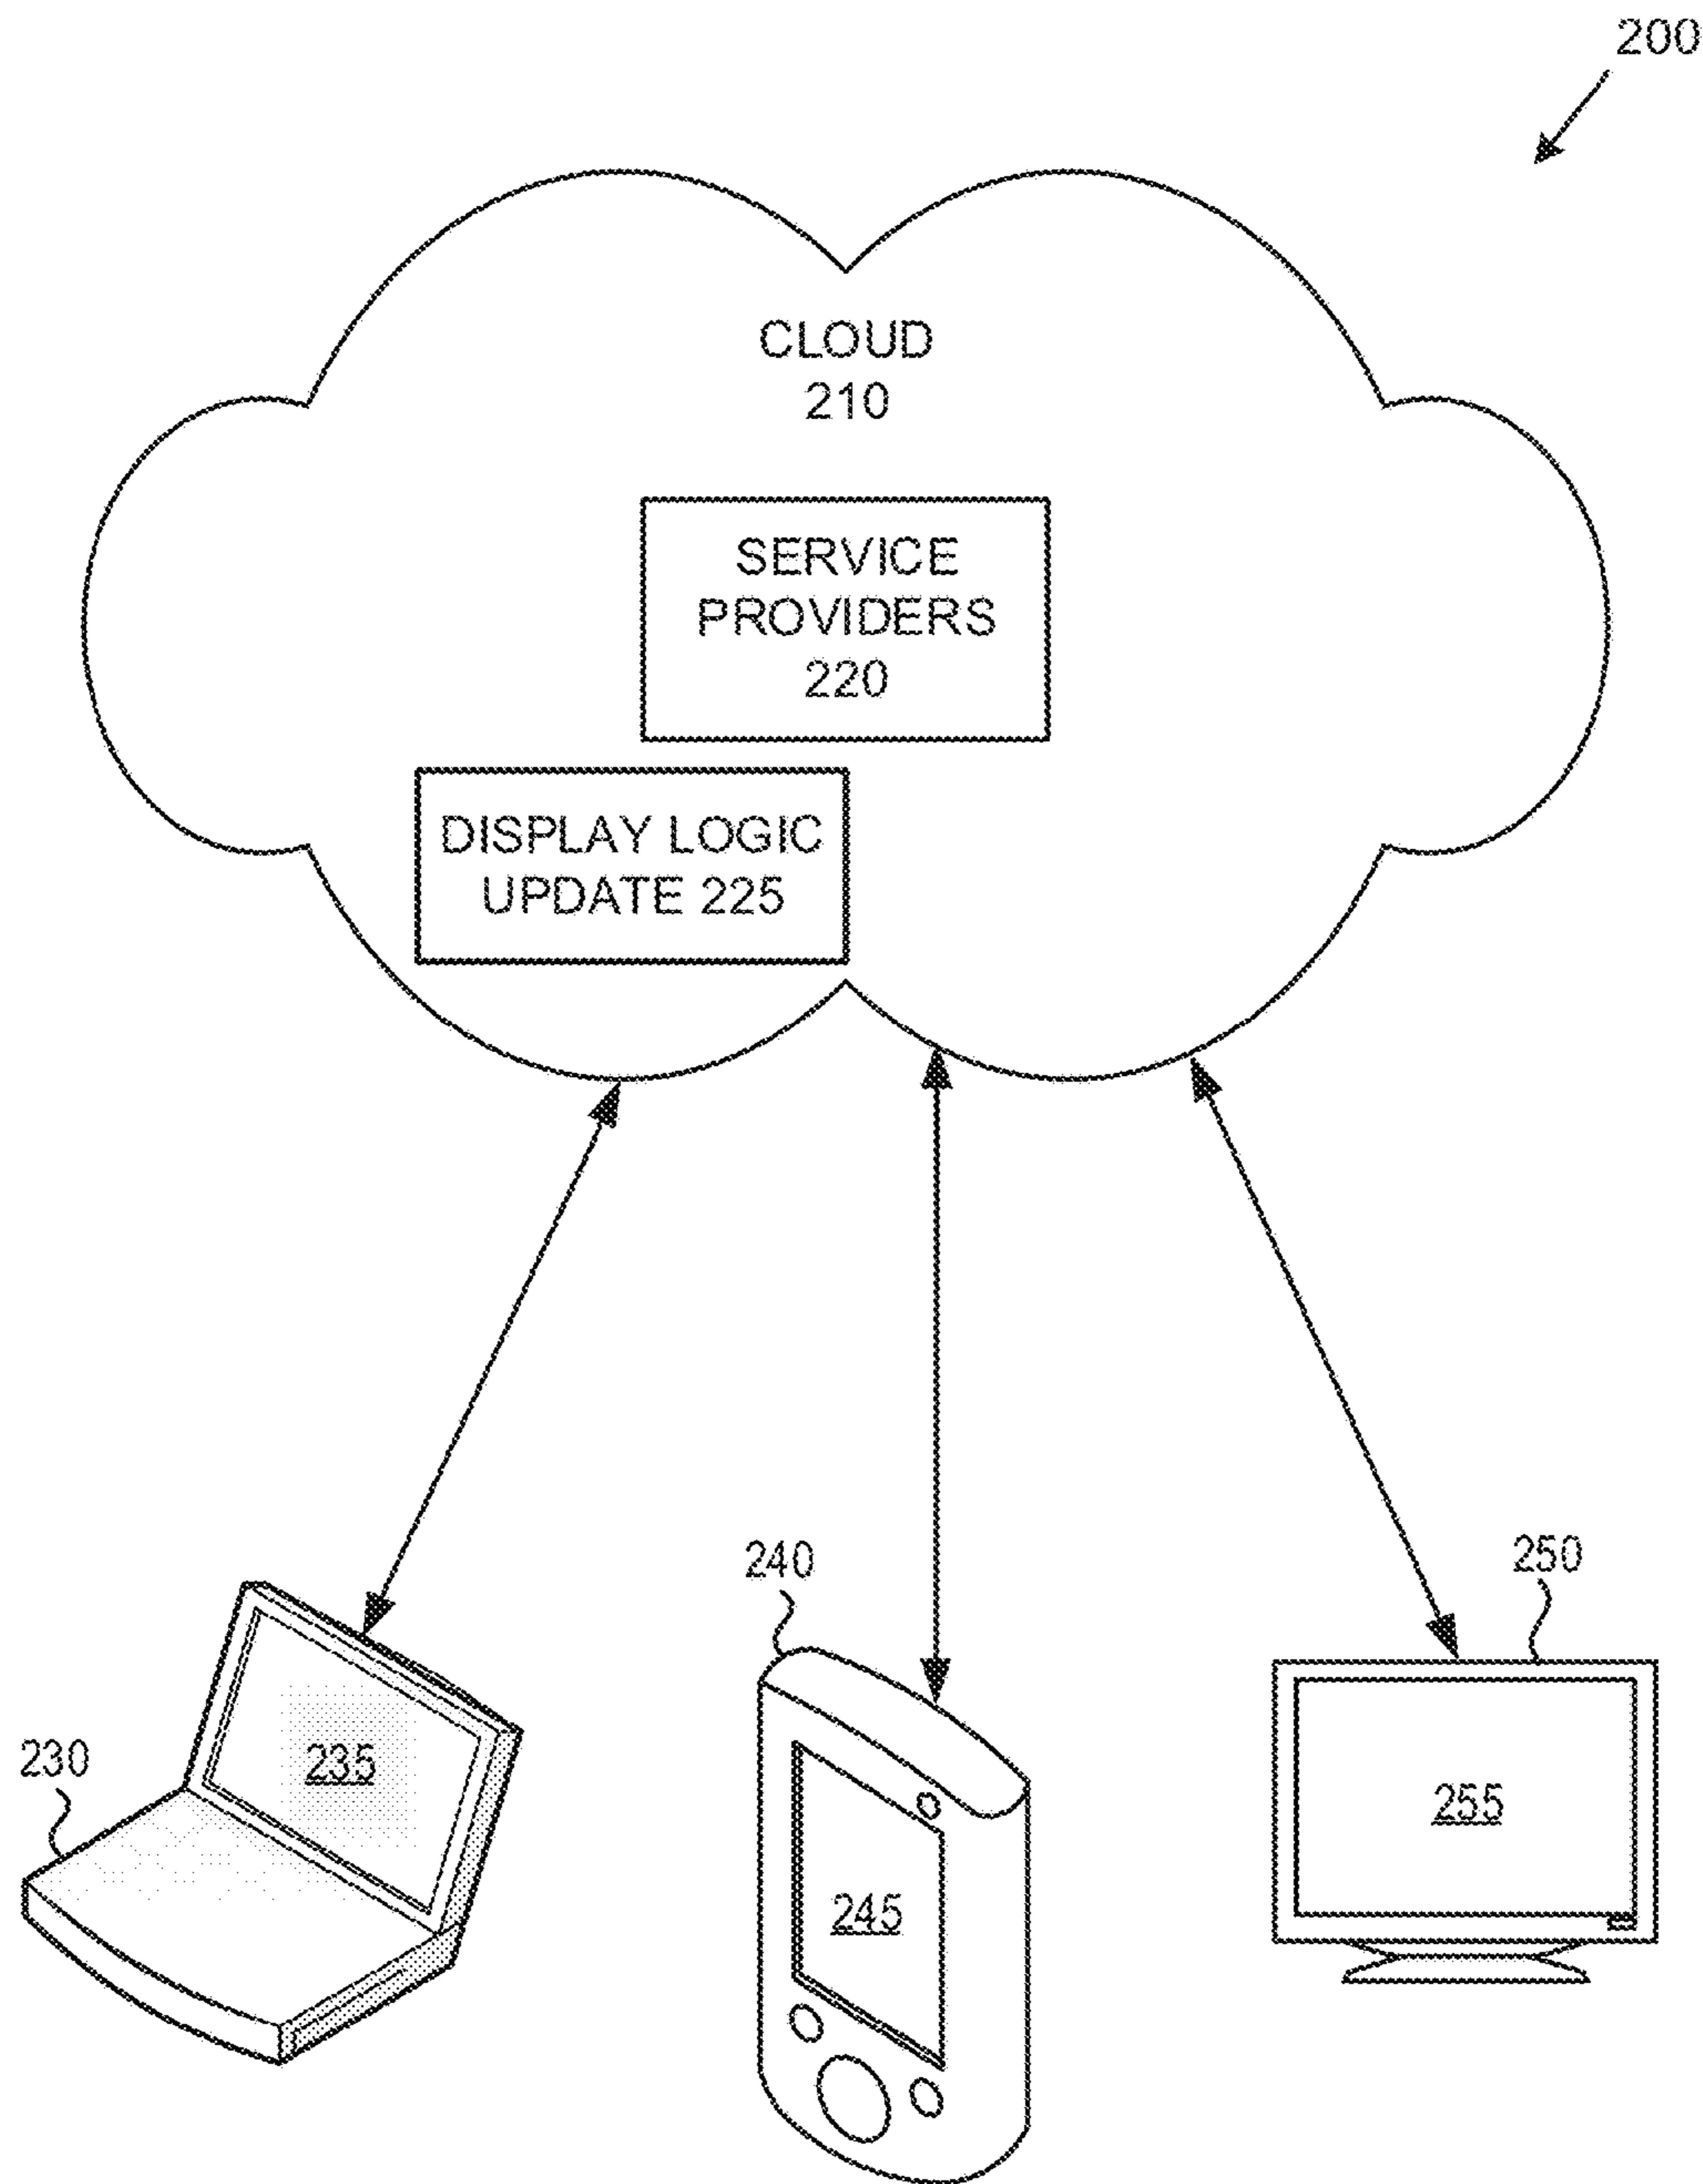 200
CLOUD
210
SERVICE
PROVIDERS
220
DISPLAY LOGIC
UPDATE 225
240
250
230
235
245
255